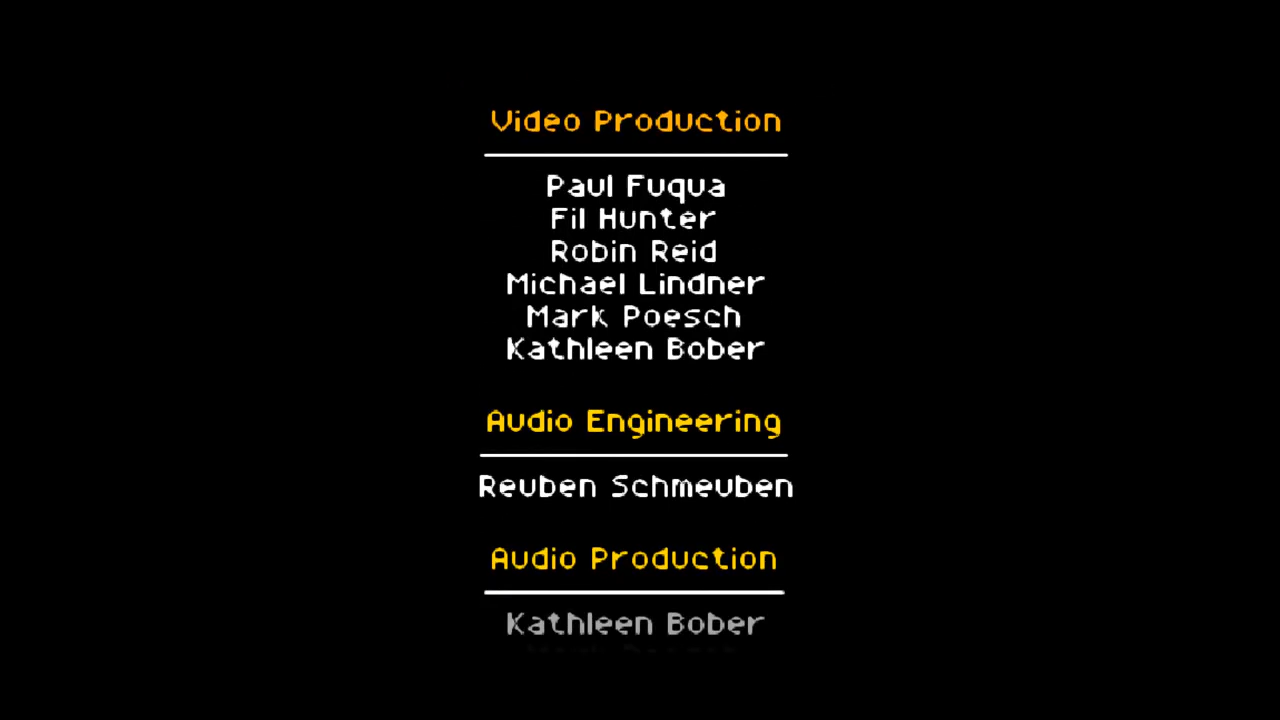 Video Production
Paul Fuqua
Fil Hunter
Robin Reid
Michael Lindner
Mark Poesch
Kathleen Bober
Audio Engineering
Reuben Schmeuben
Audio Production
Kathleen Bober